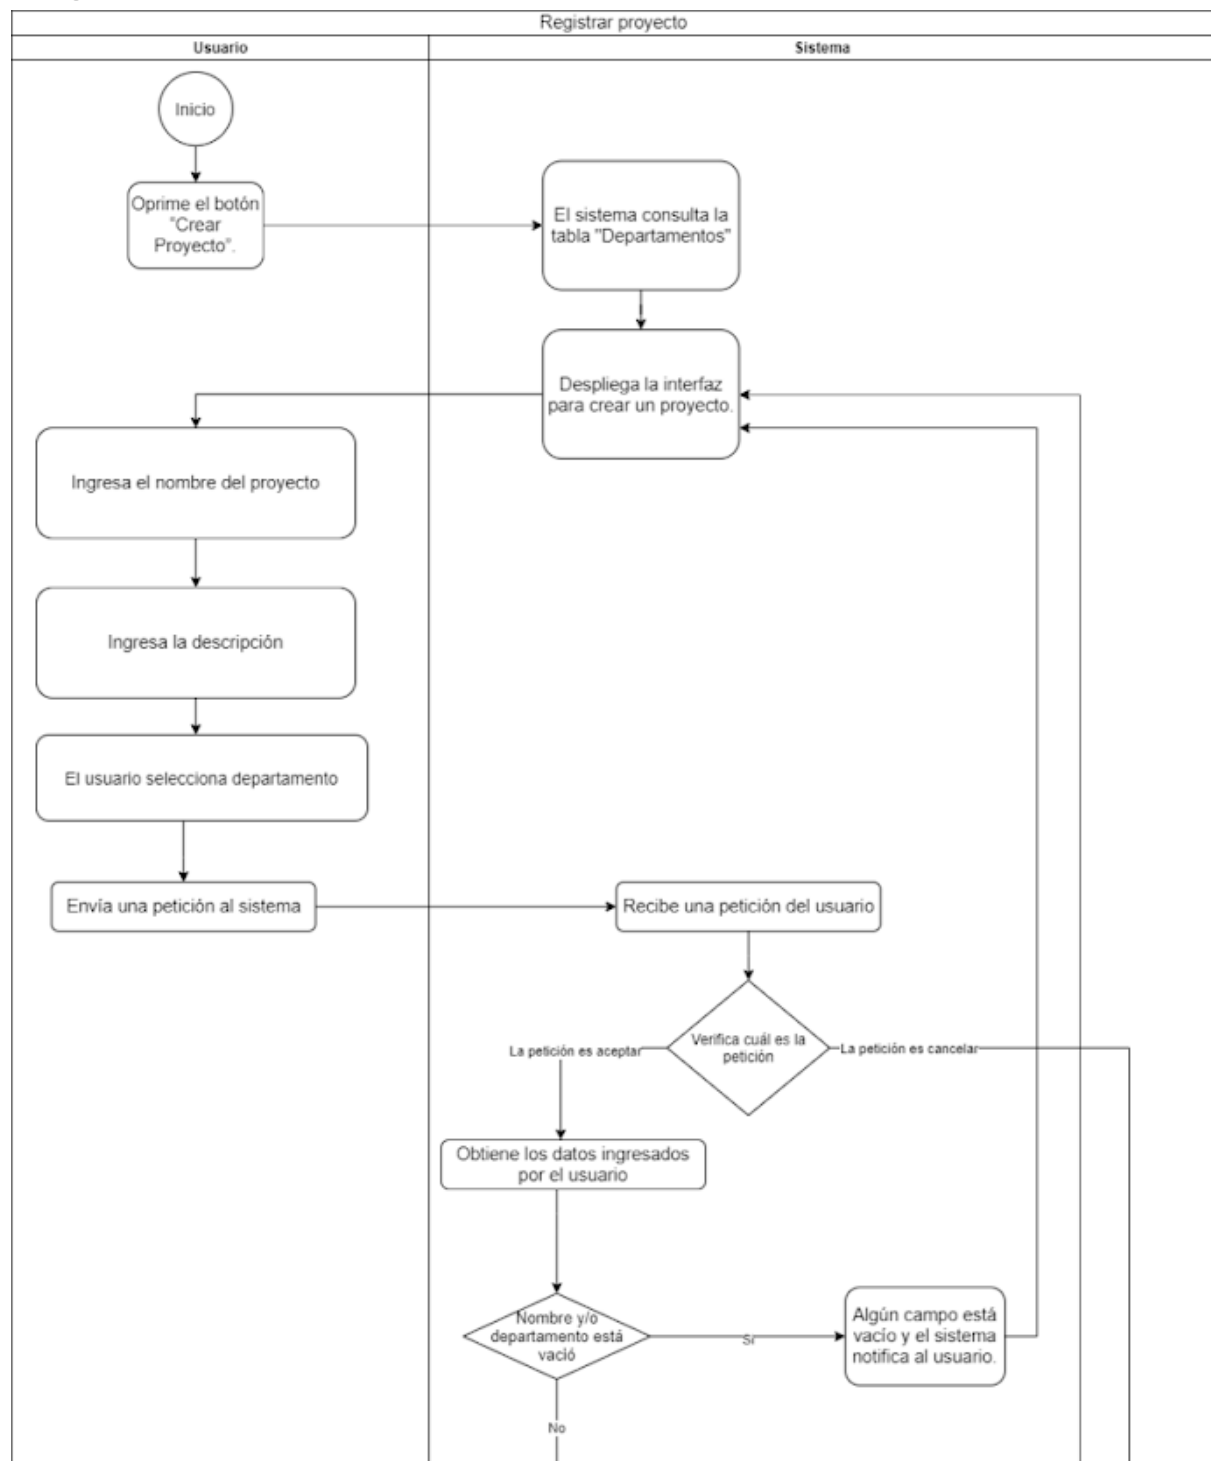 Registrar proyecto
Usuario
Sistema
Inicio
Oprime el botón
"Crear
Proyecto".
El sistema consulta la
tabla "Departamentos"
Despliega la interfaz
para crear un proyecto.
Ingresa el nombre del proyecto
Ingresa la descripción
El usuario selecciona departamento
Envía una petición al sistema
Recibe una petición del usuario
Verifica cuál es la
petición
La petición es aceptar
La petición es cancelar
Obtiene los datos ingresados
por el usuario
Nombre y/o
departamento está
vació
Sí
Algún campo está
vacío y el sistema
notifica al usuario.
No